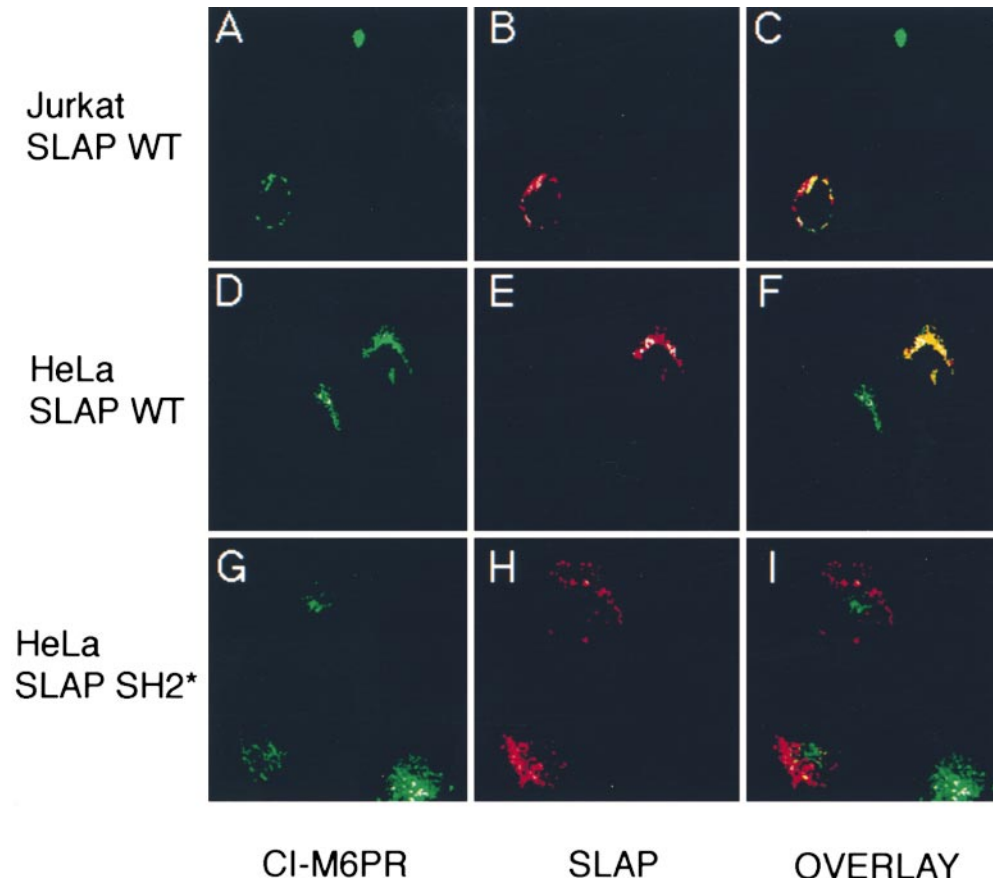 A
B
C
Jurkat
SLAP WT
D
E
F
HeLa
SLAP WT
G
H
I
HeLa
SLAP SH2*
CI-M6PR
SLAP
OVERLAY